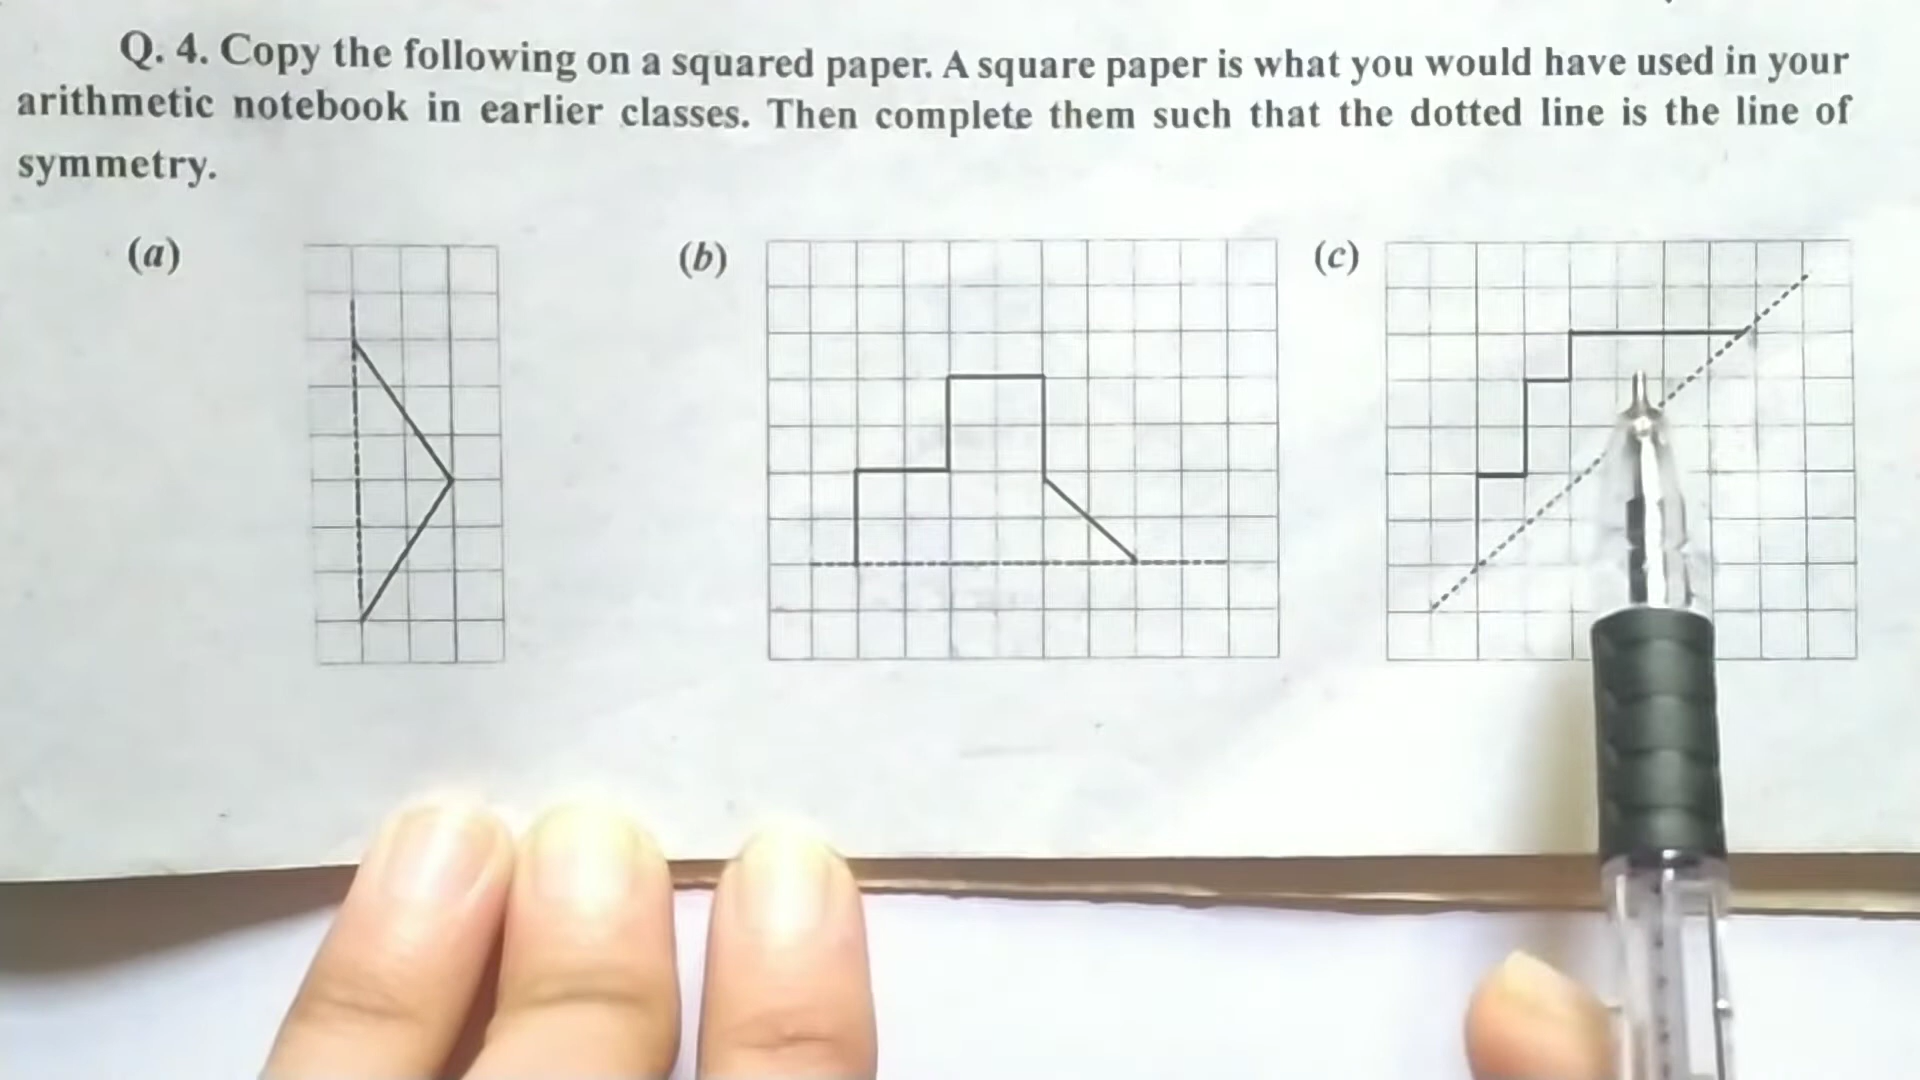 Q. 4. Copy the following on a squared paper. A square paper is what you would have used in your
arithmetic notebook in earlier classes. Then complete them such that the dotted line is the line of
symmetry.
(a) (b) (c)